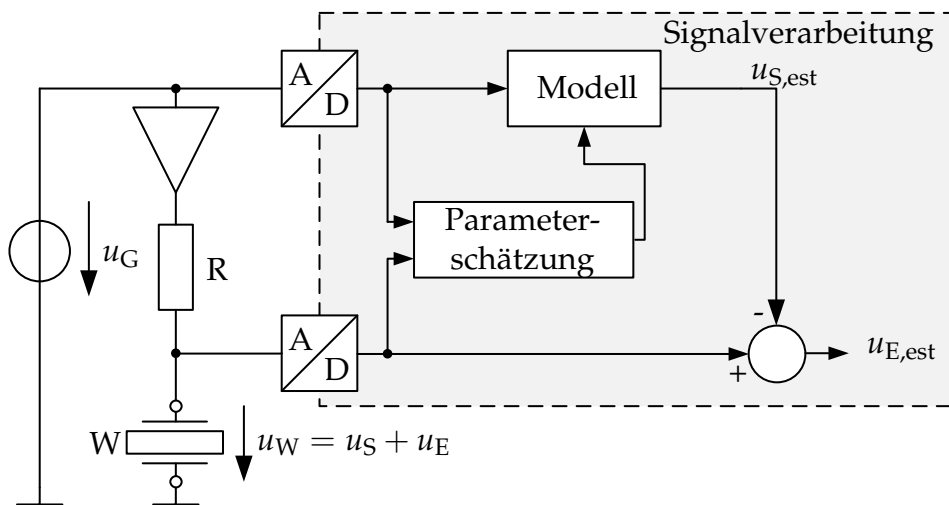 Signalverarbeitung
A
D
Modell
u_S,est
u_G
R
Parameter-
schätzung
A
D
-
+
u_E,est
W
u_W = u_S + u_E